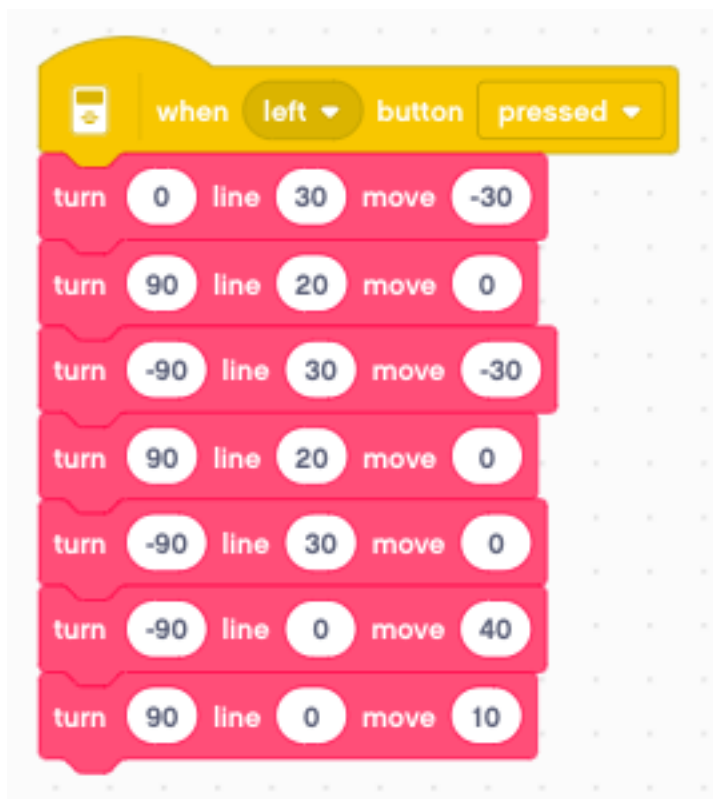 when left button pressed
turn 0 line 30 move -30
turn 90 line 20 move 0
turn -90 line 30 move -30
turn 90 line 20 move 0
turn -90 line 30 move 0
turn -90 line 0 move 40
turn 90 line 0 move 10